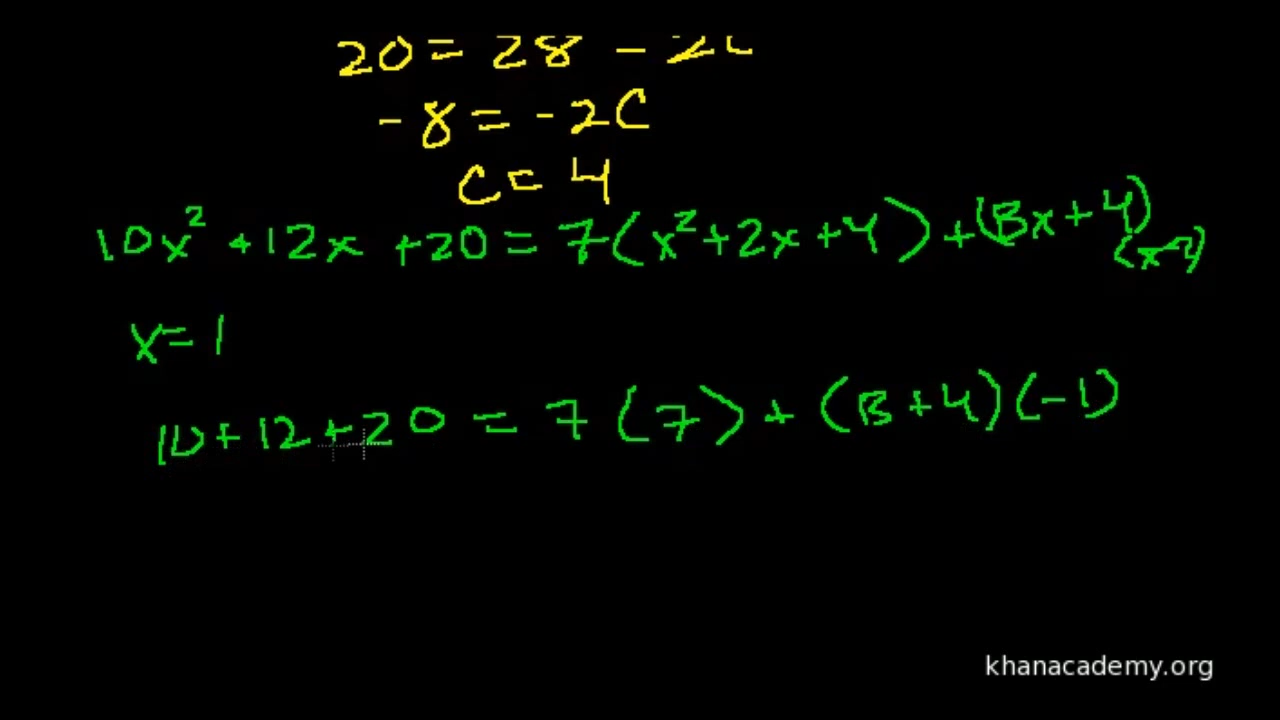 20 = 28 - 2C
-8 = -2C
C = 4
10x² + 12x + 20 = 7(x² + 2x + 4) + (Bx + 4)
(x-2)
x = 1
10 + 12 + 20 = 7(7) + (B + 4)(-1)
khanacademy.org